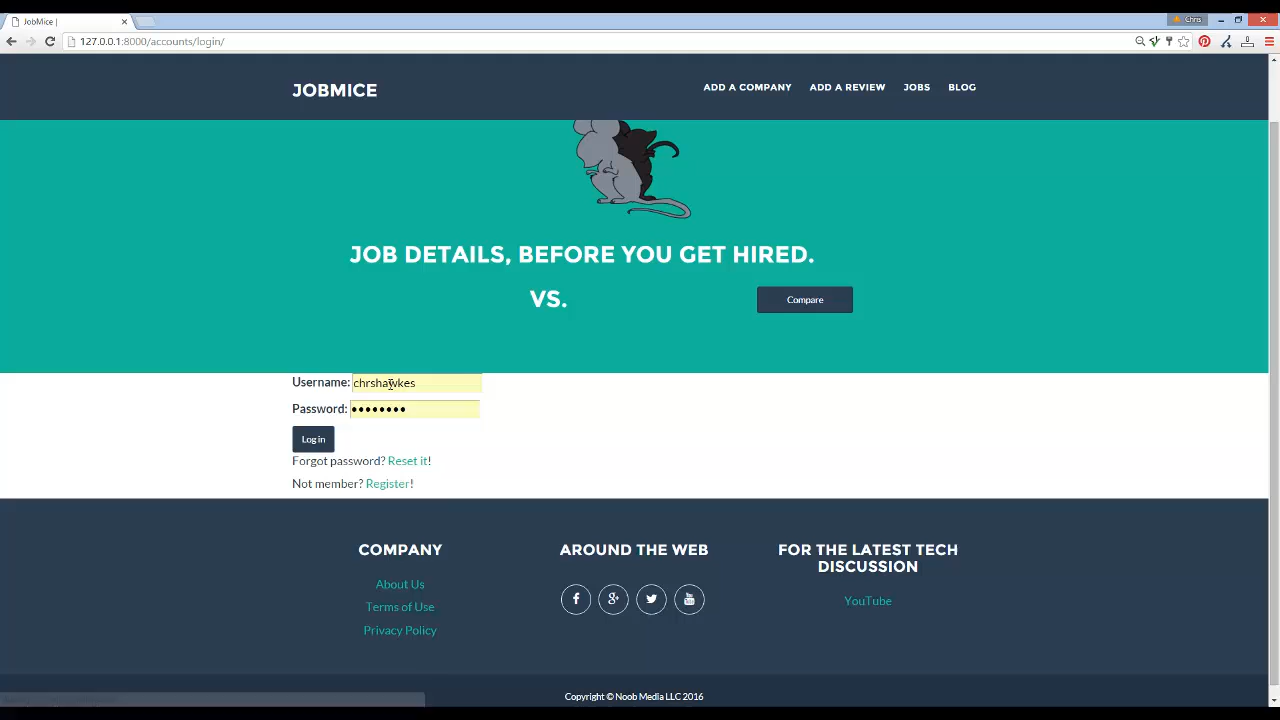 JobMice |
Chris
127.0.0.1:8000/accounts/login/
JOBMICE
ADD A COMPANY
ADD A REVIEW
JOBS
BLOG
JOB DETAILS, BEFORE YOU GET HIRED.
VS.
Compare
Username: chrshawkes
Password: ••••••••
Log in
Forgot password? Reset it!
Not member? Register!
COMPANY
About Us
Terms of Use
Privacy Policy
AROUND THE WEB
FOR THE LATEST TECH
DISCUSSION
YouTube
Copyright © Noob Media LLC 2016